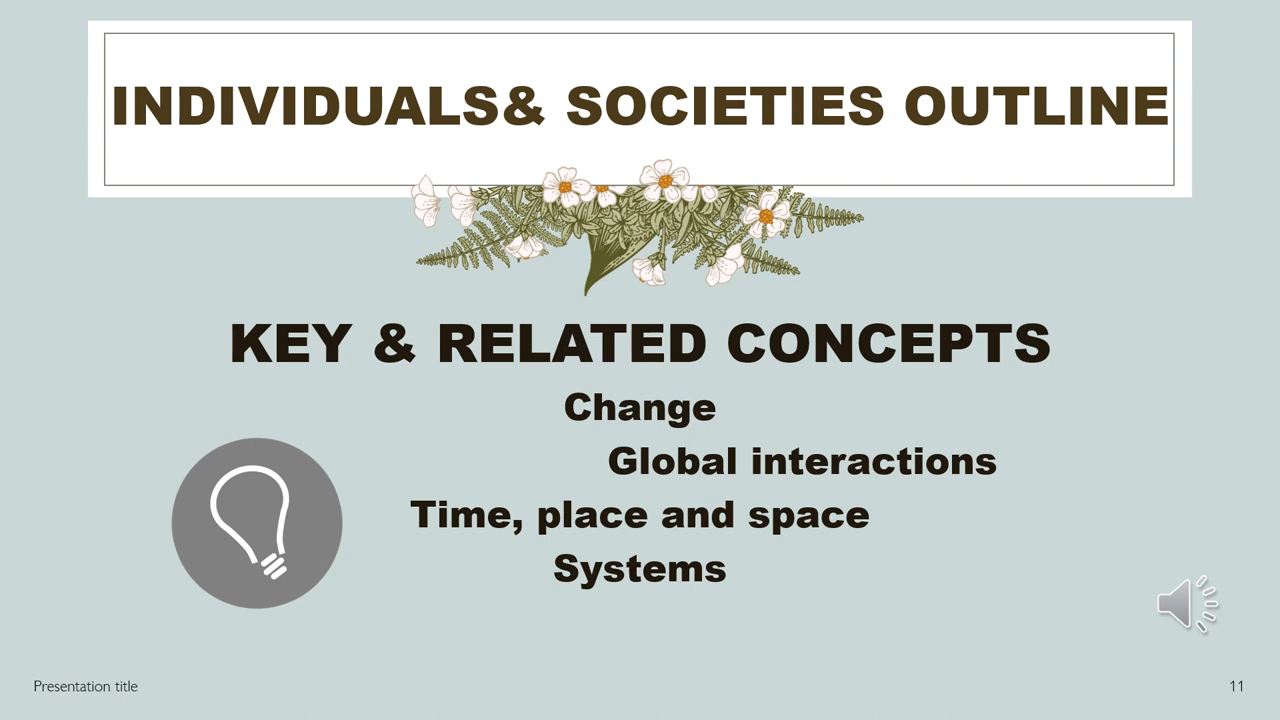 INDIVIDUALS& SOCIETIES OUTLINE
KEY & RELATED CONCEPTS
Change
Global interactions
Time, place and space
Systems
Presentation title
11